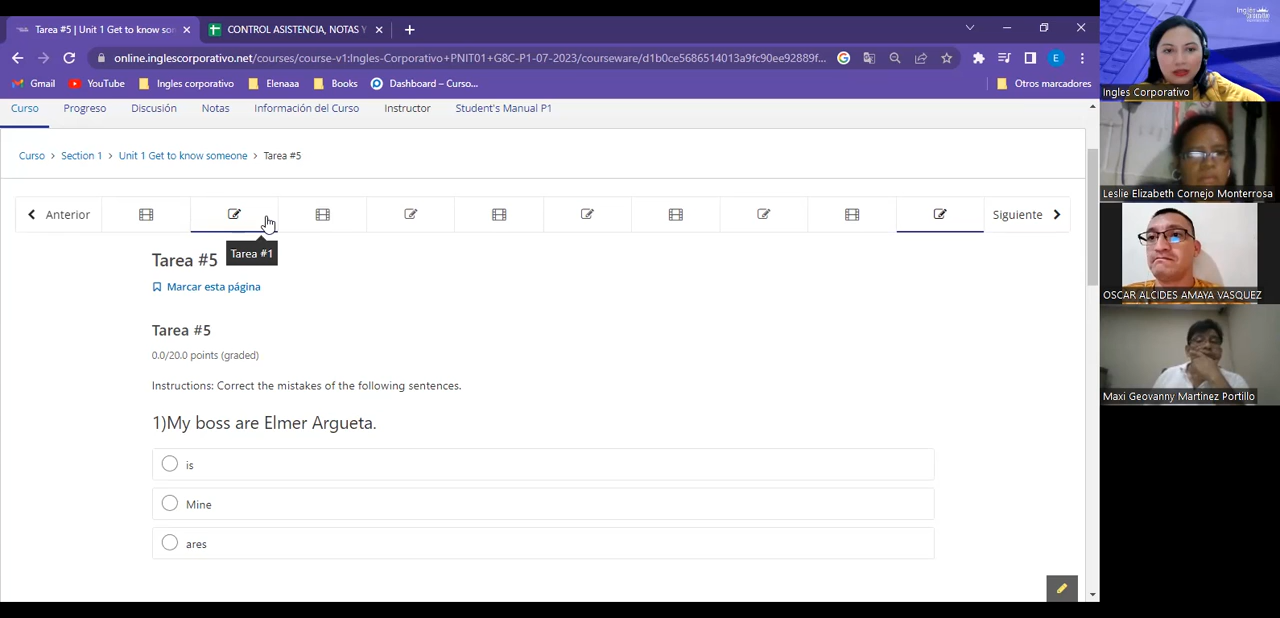 Tarea #5 | Unit 1 Get to know so
CONTROL ASISTENCIA, NOTAS Y
online.inglescorporativo.net/courses/course-v1:Ingles-Corporativo+PNIT01+G8C-P1-07-2023/courseware/d1b0ce5686514013a9fc90ee92889f...
E
Gmail
YouTube
Ingles corporativo
Elenaaa
Books
Dashboard – Curso...
Otros marcadores
Curso
Progreso
Discusión
Notas
Información del Curso
Instructor
Student's Manual P1
Curso > Section 1 > Unit 1 Get to know someone > Tarea #5
Anterior
Siguiente
Tarea #1
Tarea #5
Marcar esta página
Tarea #5
0.0/20.0 points (graded)
Instructions: Correct the mistakes of the following sentences.
1)My boss are Elmer Argueta.
is
Mine
ares
Ingles Corporativo
Leslie Elizabeth Cornejo Monterrosa
OSCAR ALCIDES AMAYA VASQUEZ
Maxi Geovanny Martinez Portillo